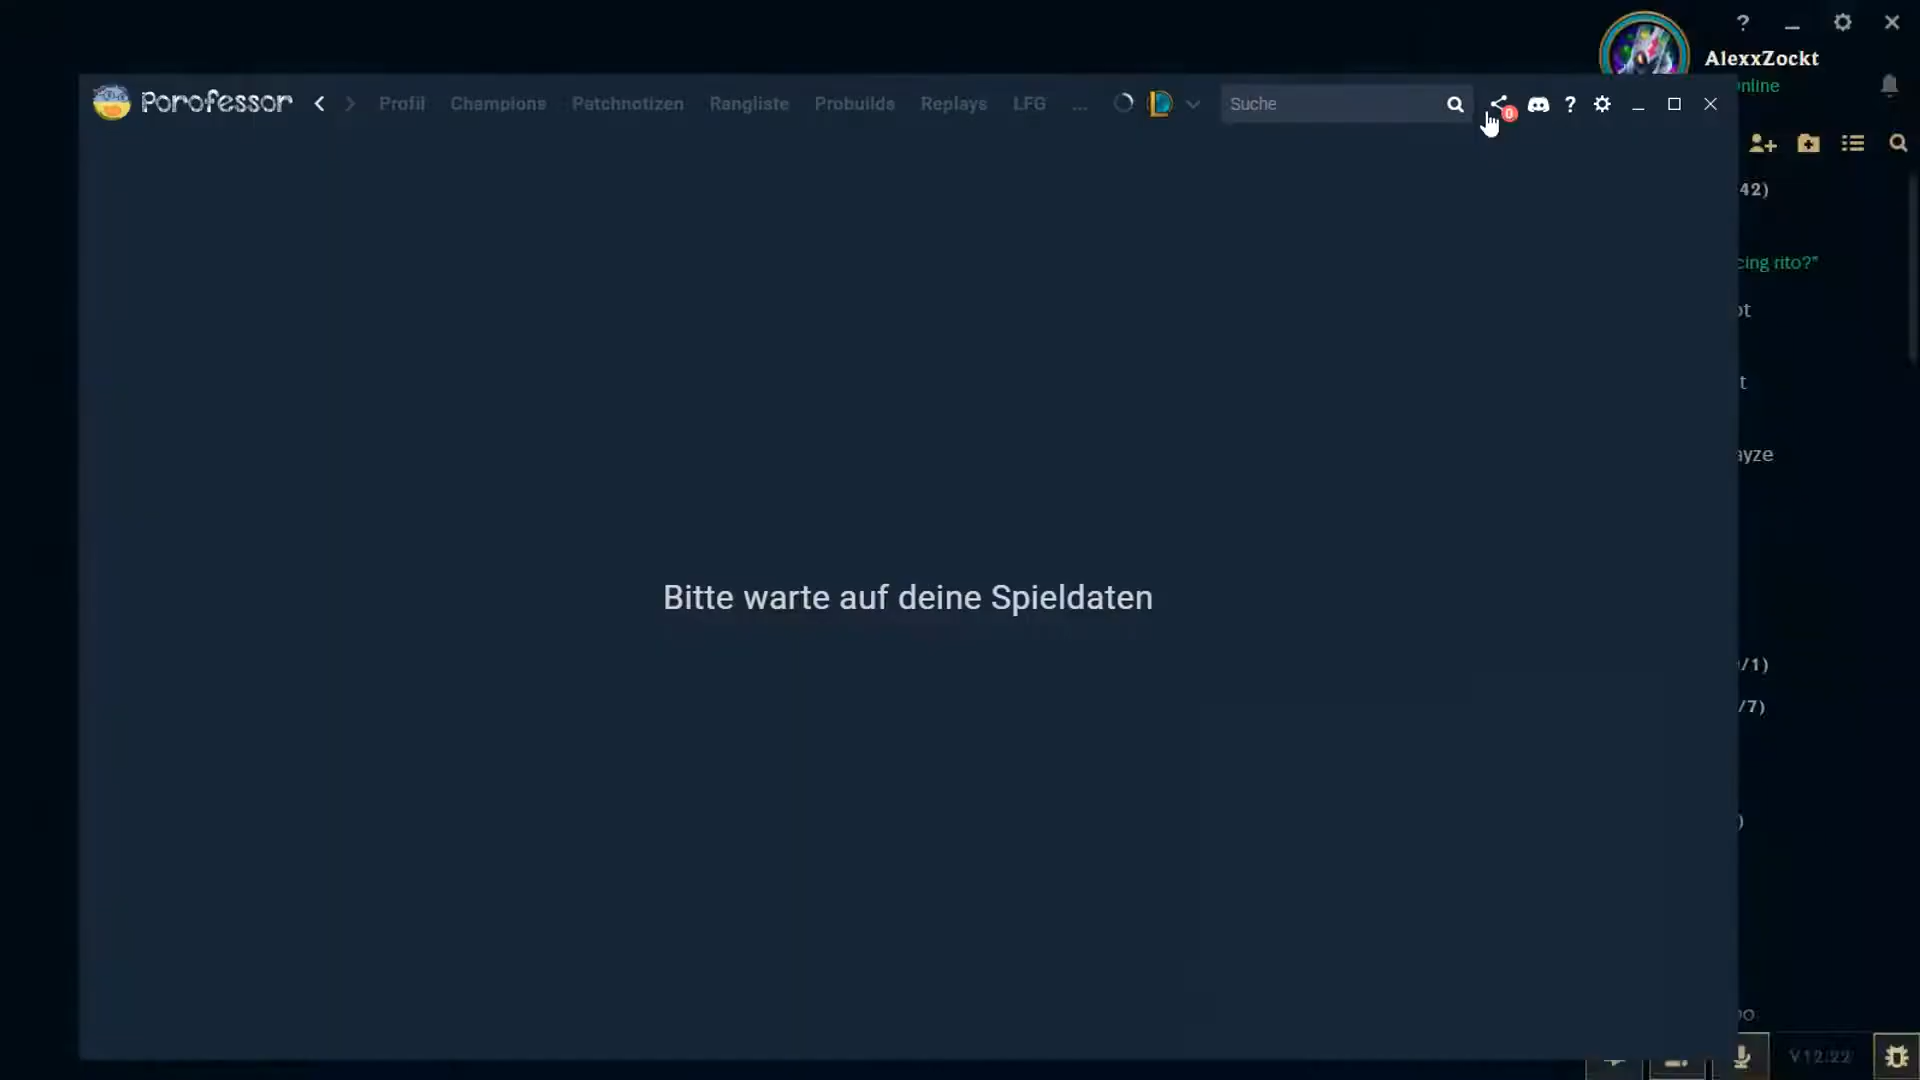 AlexxZockt
nline
Porofessor
Profil
Champions
Patchnotizen
Rangliste
Probuilds
Replays
LFG
...
Suche
0
?
?
42)
cing rito?"
ot
t
ayze
Bitte warte auf deine Spieldaten
/1)
/7)
)
V12.22